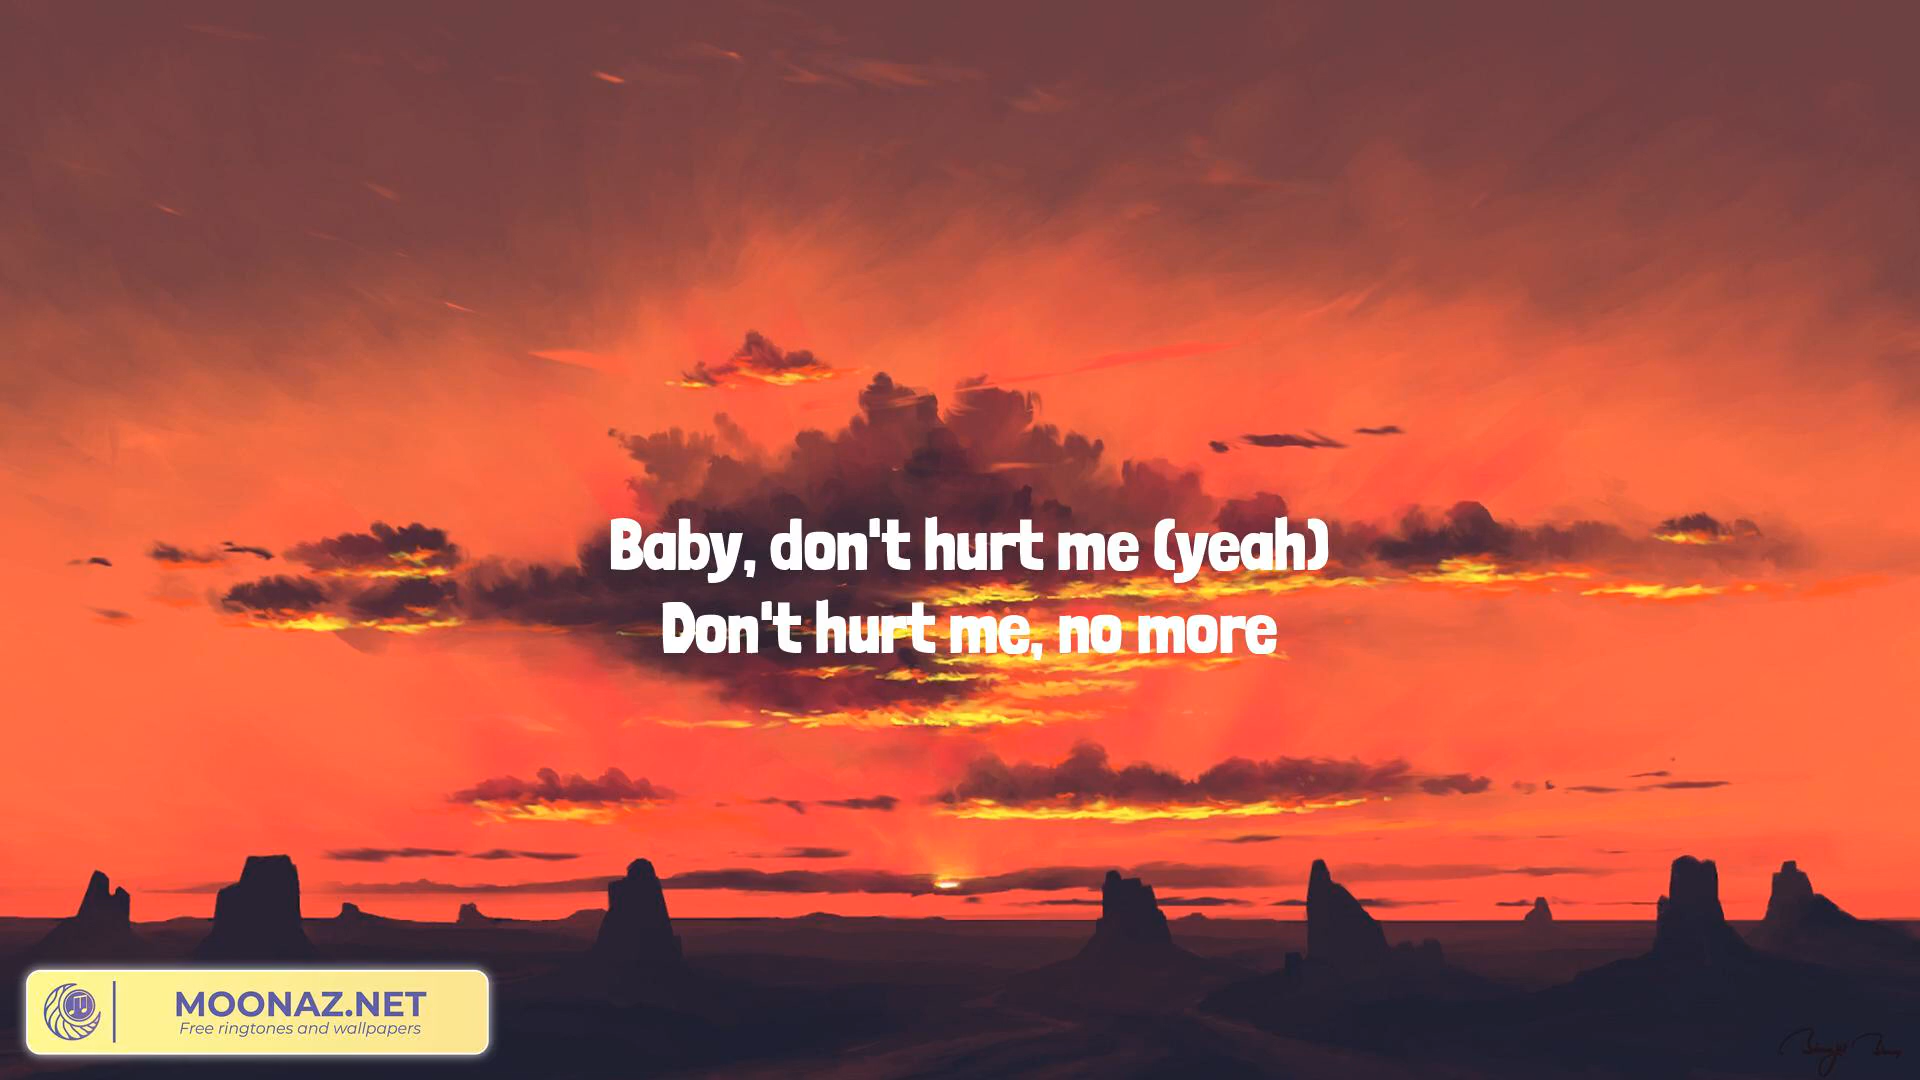 Baby, don't hurt me (yeah)
Don't hurt me, no more
MOONAZ.NET
Free ringtones and wallpapers